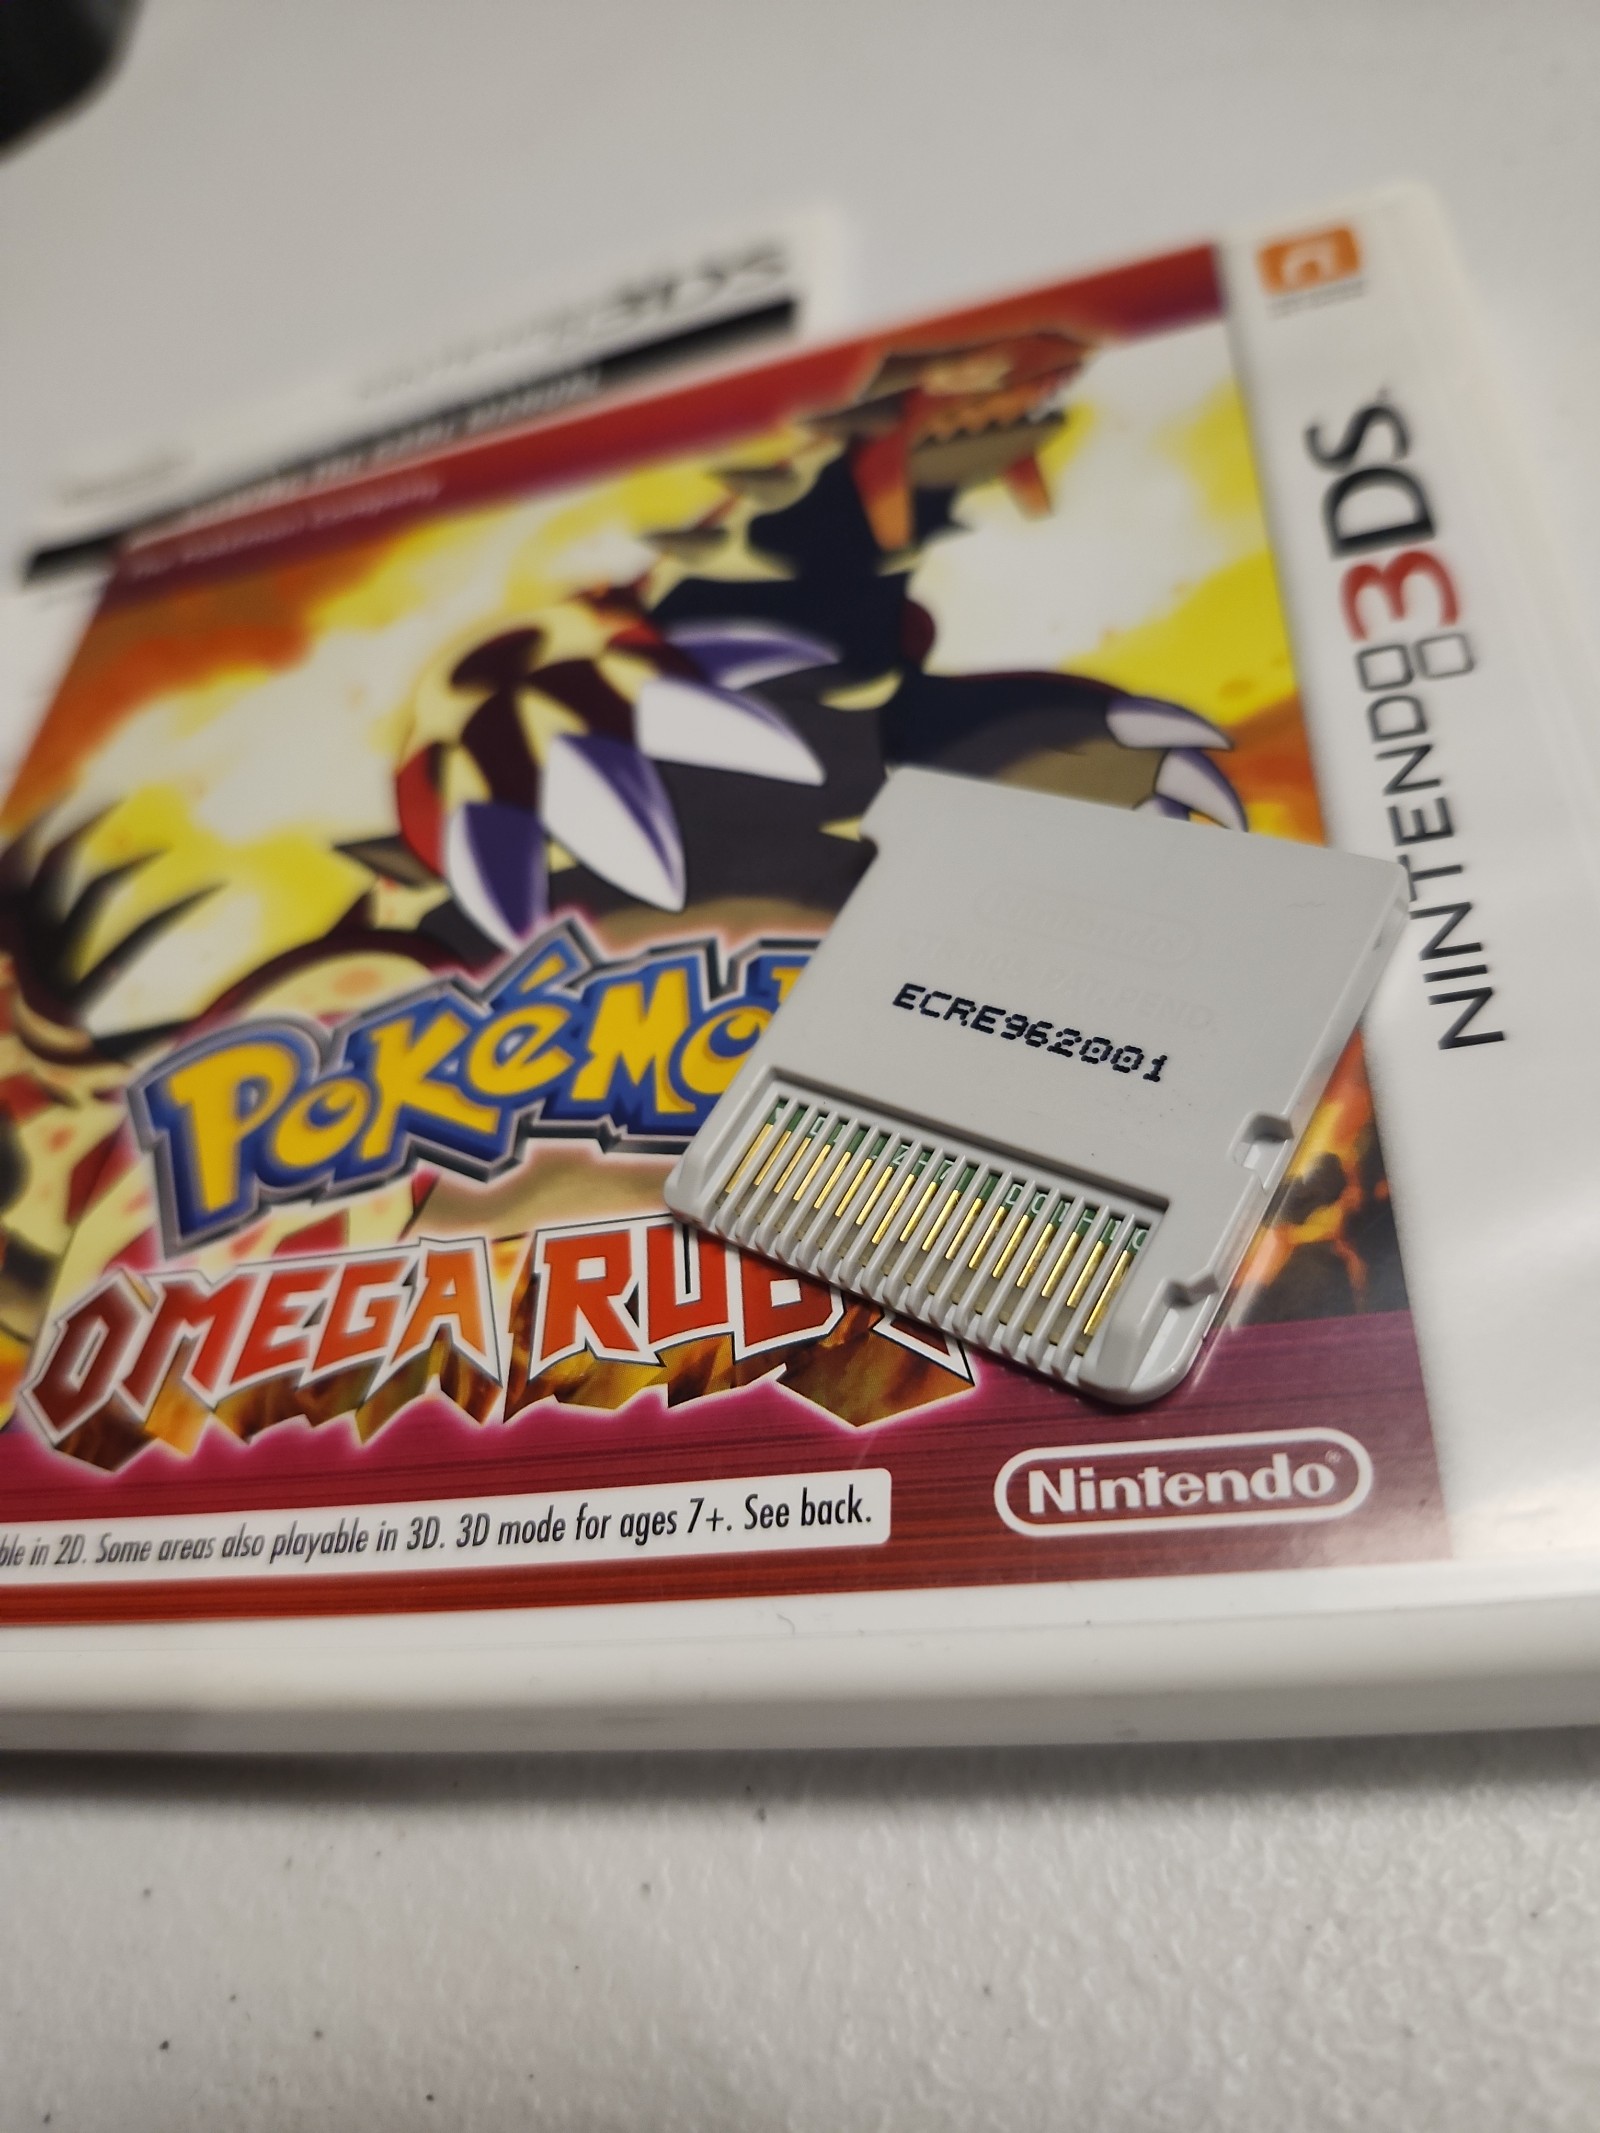 NINTENDO 3DS
POKéMO
OMEGA RUB
ECRE962001
ble in 2D. Some areas also playable in 3D. 3D mode for ages 7+. See back.
Nintendo®